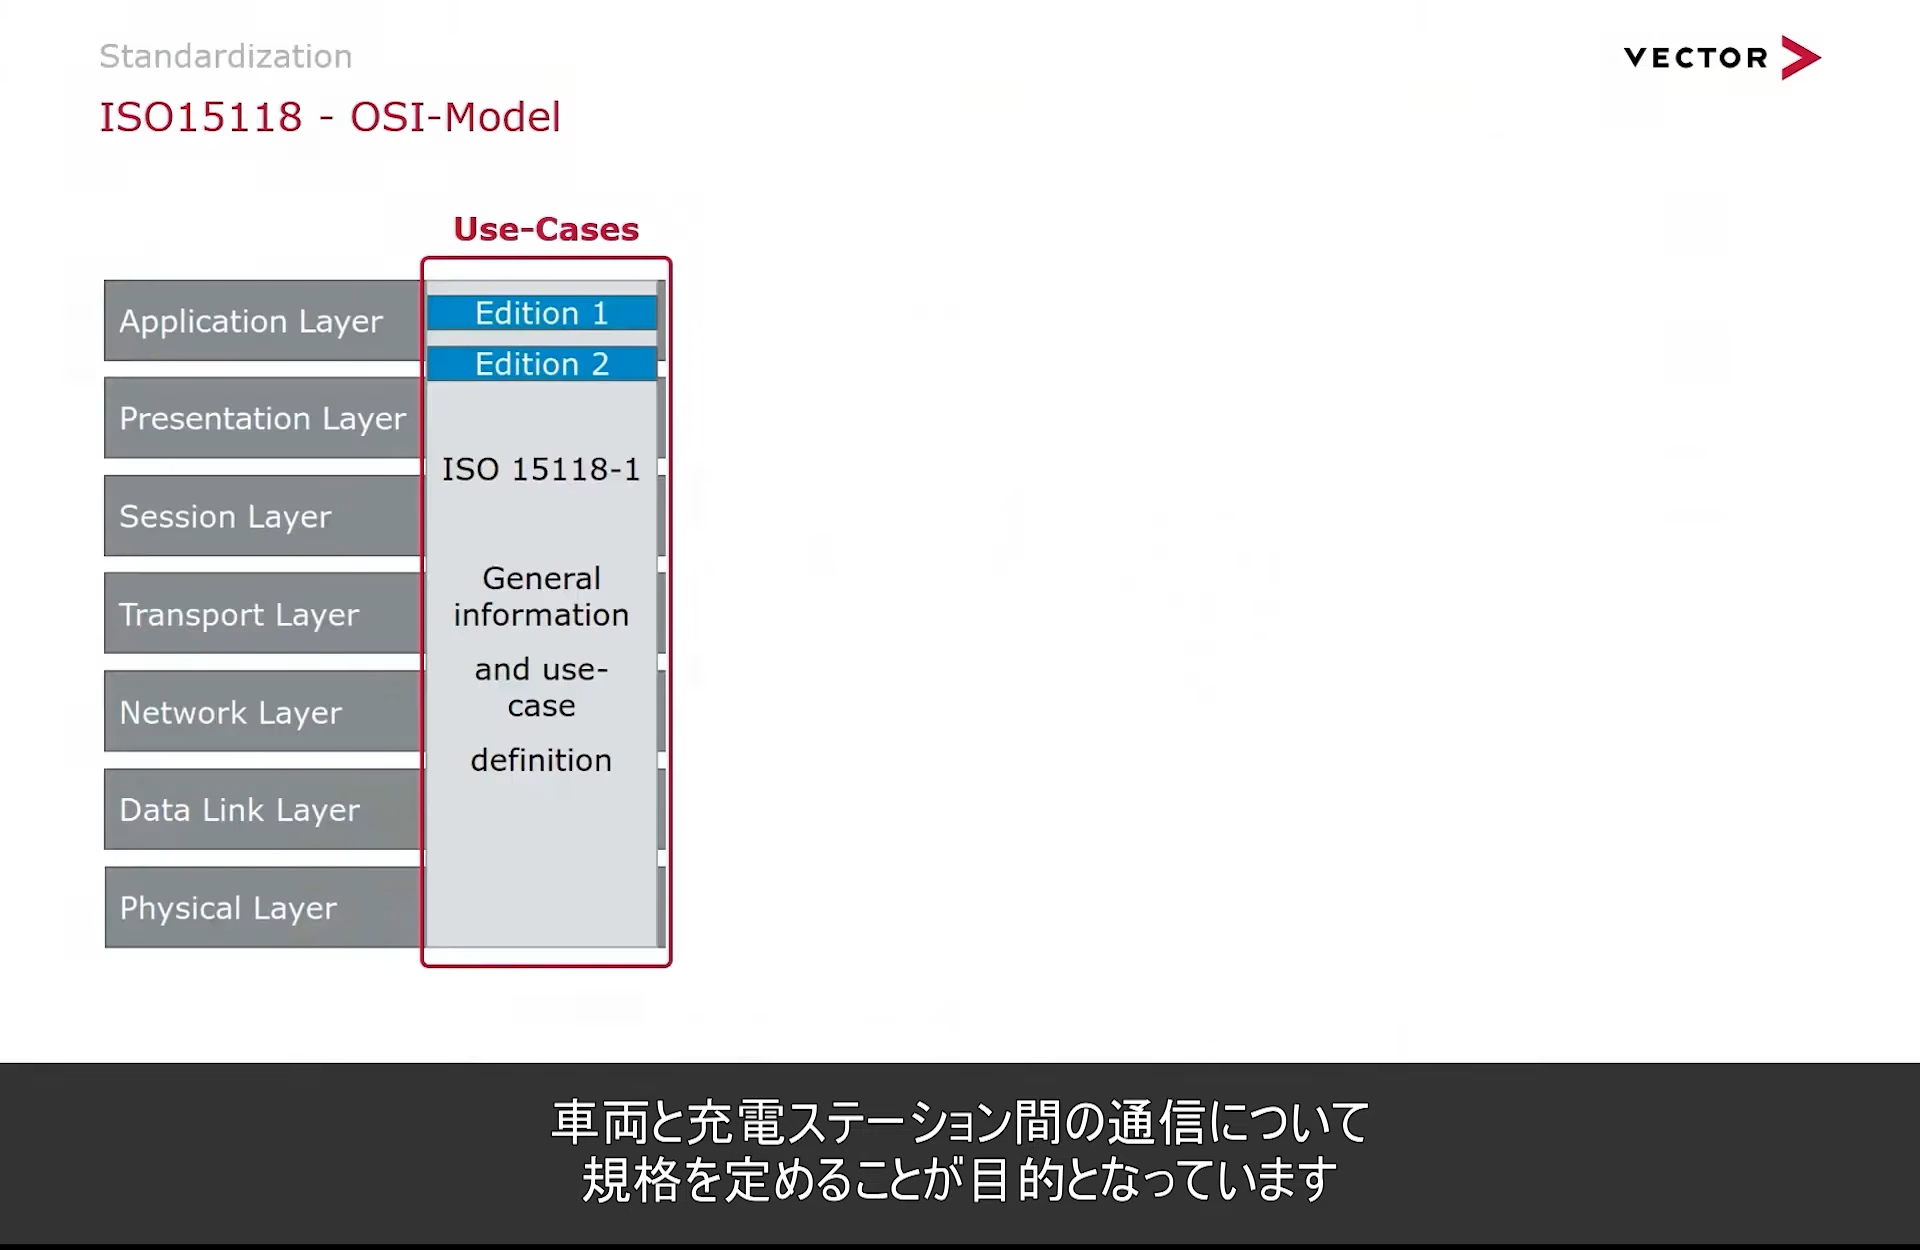 Standardization
VECTOR
ISO15118 - OSI-Model
Use-Cases
Application Layer
Presentation Layer
Session Layer
Transport Layer
Network Layer
Data Link Layer
Physical Layer
Edition 1
Edition 2
ISO 15118-1
General
information
and use-
case
definition
車両と充電ステーション間の通信について
規格を定めることが目的となっています